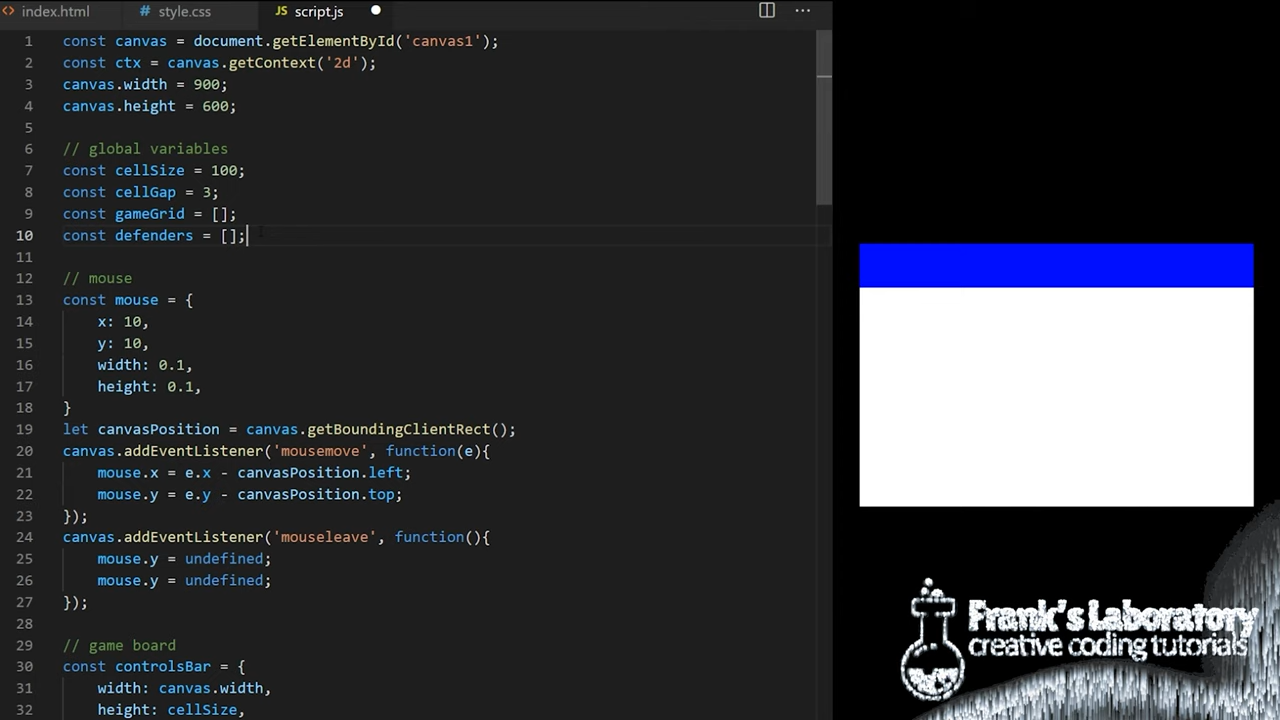 index.html
# style.css
JS script.js
1 const canvas = document.getElementById('canvas1');
2 const ctx = canvas.getContext('2d');
3 canvas.width = 900;
4 canvas.height = 600;
5
6 // global variables
7 const cellSize = 100;
8 const cellGap = 3;
9 const gameGrid = [];
10 const defenders = [];
11
12 // mouse
13 const mouse = {
14 x: 10,
15 y: 10,
16 width: 0.1,
17 height: 0.1,
18 }
19 let canvasPosition = canvas.getBoundingClientRect();
20 canvas.addEventListener('mousemove', function(e){
21 mouse.x = e.x - canvasPosition.left;
22 mouse.y = e.y - canvasPosition.top;
23 });
24 canvas.addEventListener('mouseleave', function(){
25 mouse.y = undefined;
26 mouse.y = undefined;
27 });
28
29 // game board
30 const controlsBar = {
31 width: canvas.width,
32 height: cellSize,
Frank's Laboratory
creative coding tutorials